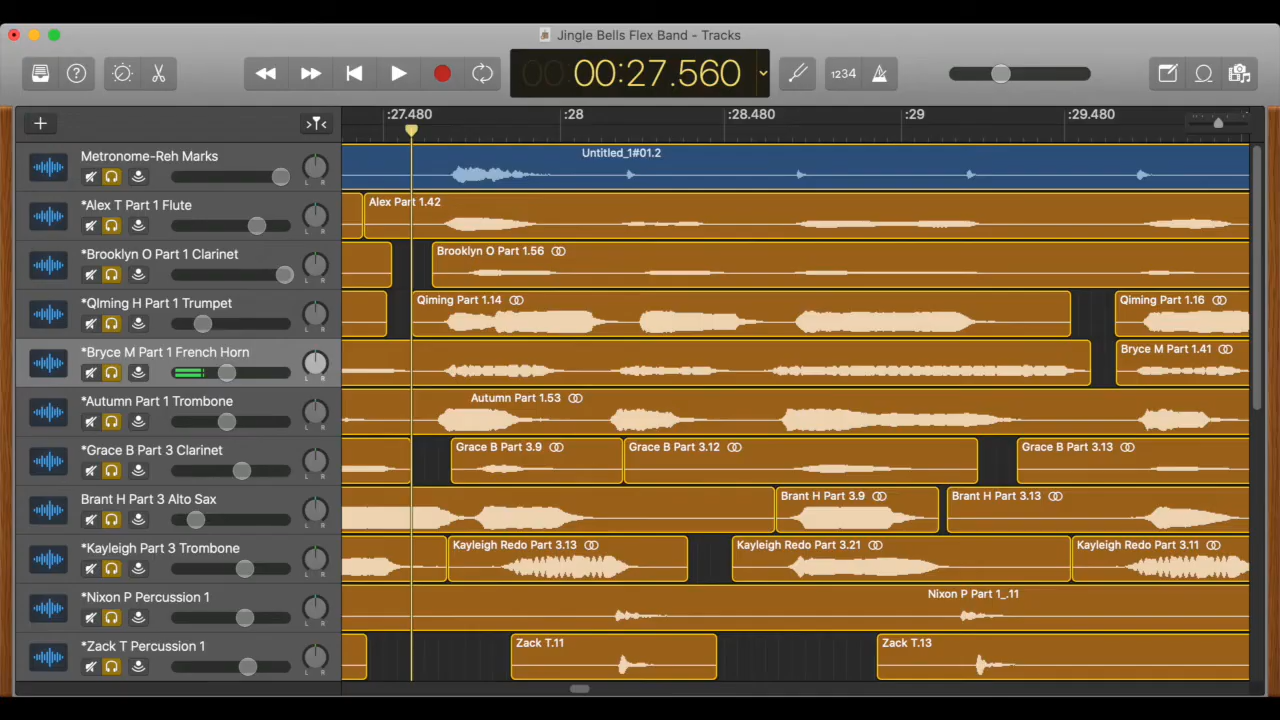 Jingle Bells Flex Band - Tracks
00:27.560
1234
:27.480 :28 :28.480 :29 :29.480
Metronome-Reh Marks
L R
Untitled_1#01.2
*Alex T Part 1 Flute
L R
Alex Part 1.42
*Brooklyn O Part 1 Clarinet
L R
Brooklyn O Part 1.56
*QIming H Part 1 Trumpet
L R
Qiming Part 1.14
Qiming Part 1.16
*Bryce M Part 1 French Horn
L R
Bryce M Part 1.41
*Autumn Part 1 Trombone
L R
Autumn Part 1.53
*Grace B Part 3 Clarinet
L R
Grace B Part 3.9
Grace B Part 3.12
Grace B Part 3.13
Brant H Part 3 Alto Sax
L R
Brant H Part 3.9
Brant H Part 3.13
*Kayleigh Part 3 Trombone
L R
Kayleigh Redo Part 3.13
Kayleigh Redo Part 3.21
Kayleigh Redo Part 3.11
*Nixon P Percussion 1
L R
Nixon P Part 1_.11
*Zack T Percussion 1
L R
Zack T.11
Zack T.13